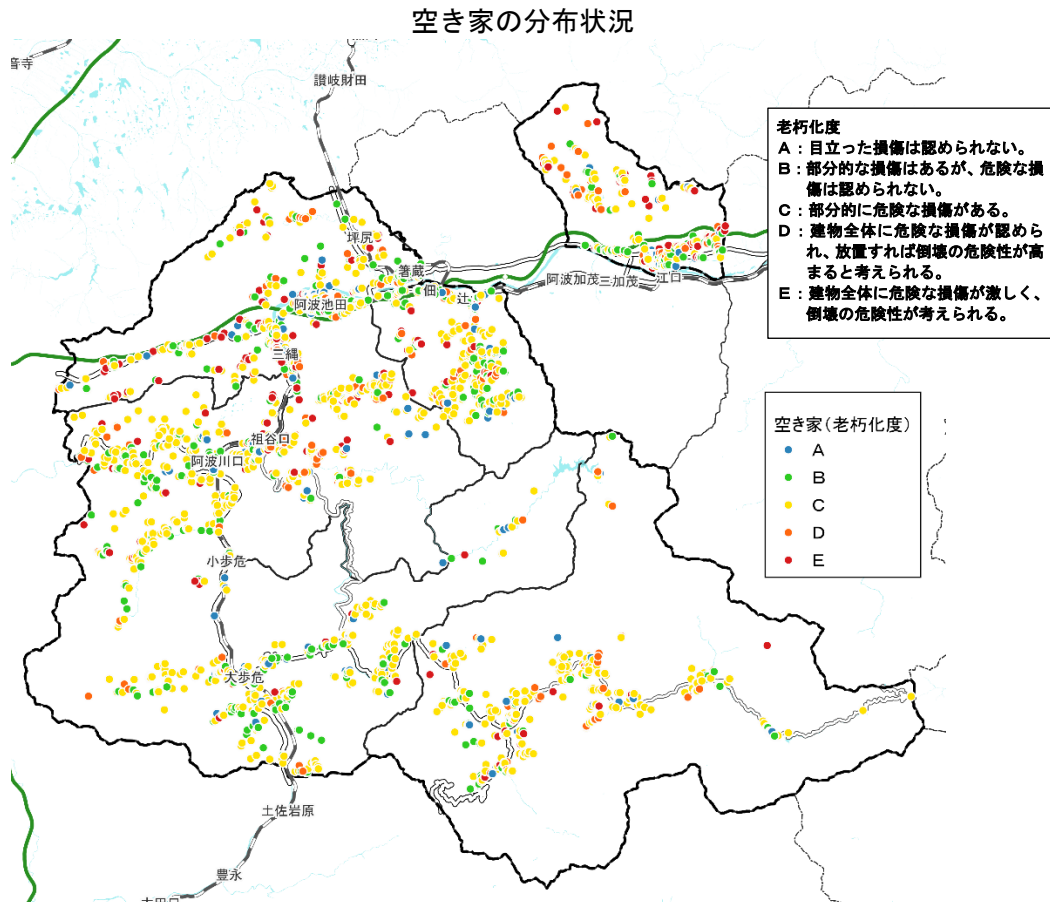 空き家の分布状況
音寺
讃岐財田
老朽化度
A：目立った損傷は認められない。
B：部分的な損傷はあるが、危険な損
傷は認められない。
C：部分的に危険な損傷がある。
D：建物全体に危険な損傷が認めら
れ、放置すれば倒壊の危険性が高
まると考えられる。
E：建物全体に危険な損傷が激しく、
倒壊の危険性が考えられる。
坪尻
箸蔵
佃
辻
阿波加茂
三加茂
江口
阿波池田
三縄
祖谷口
阿波川口
空き家（老朽化度）
A
B
C
D
E
小歩危
大歩危
土佐岩原
豊永